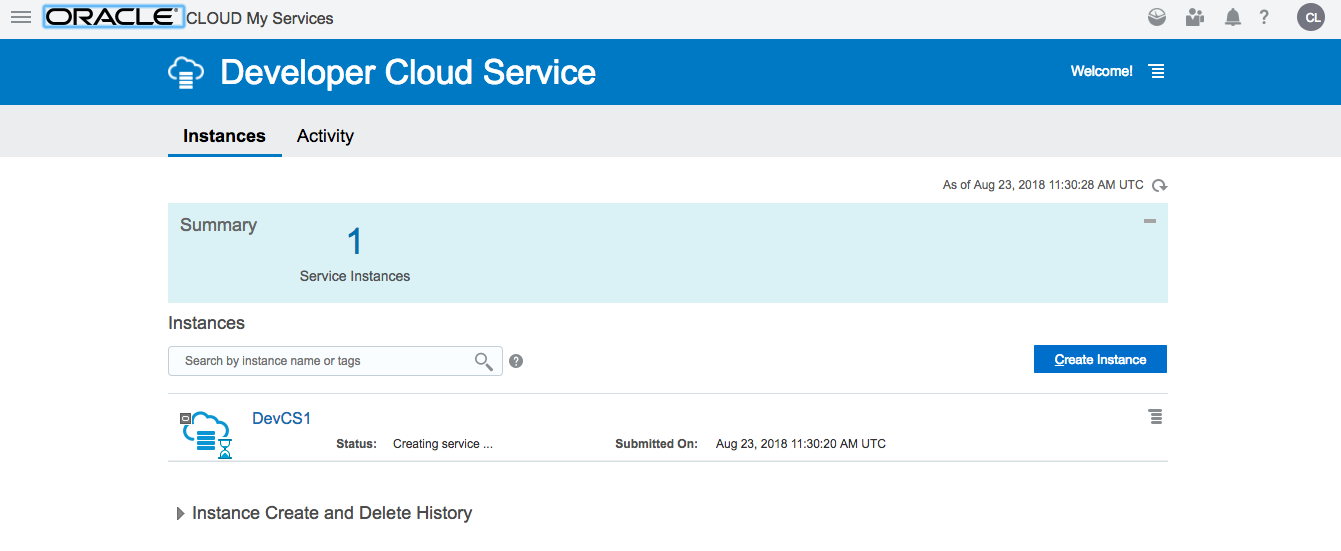 ORACLE® CLOUD My Services
? CL
Developer Cloud Service
Welcome!
Instances Activity
As of Aug 23, 2018 11:30:28 AM UTC
Summary
1
Service Instances
Instances
Search by instance name or tags ?
Create Instance
DevCS1
Status: Creating service ... Submitted On: Aug 23, 2018 11:30:20 AM UTC
Instance Create and Delete History